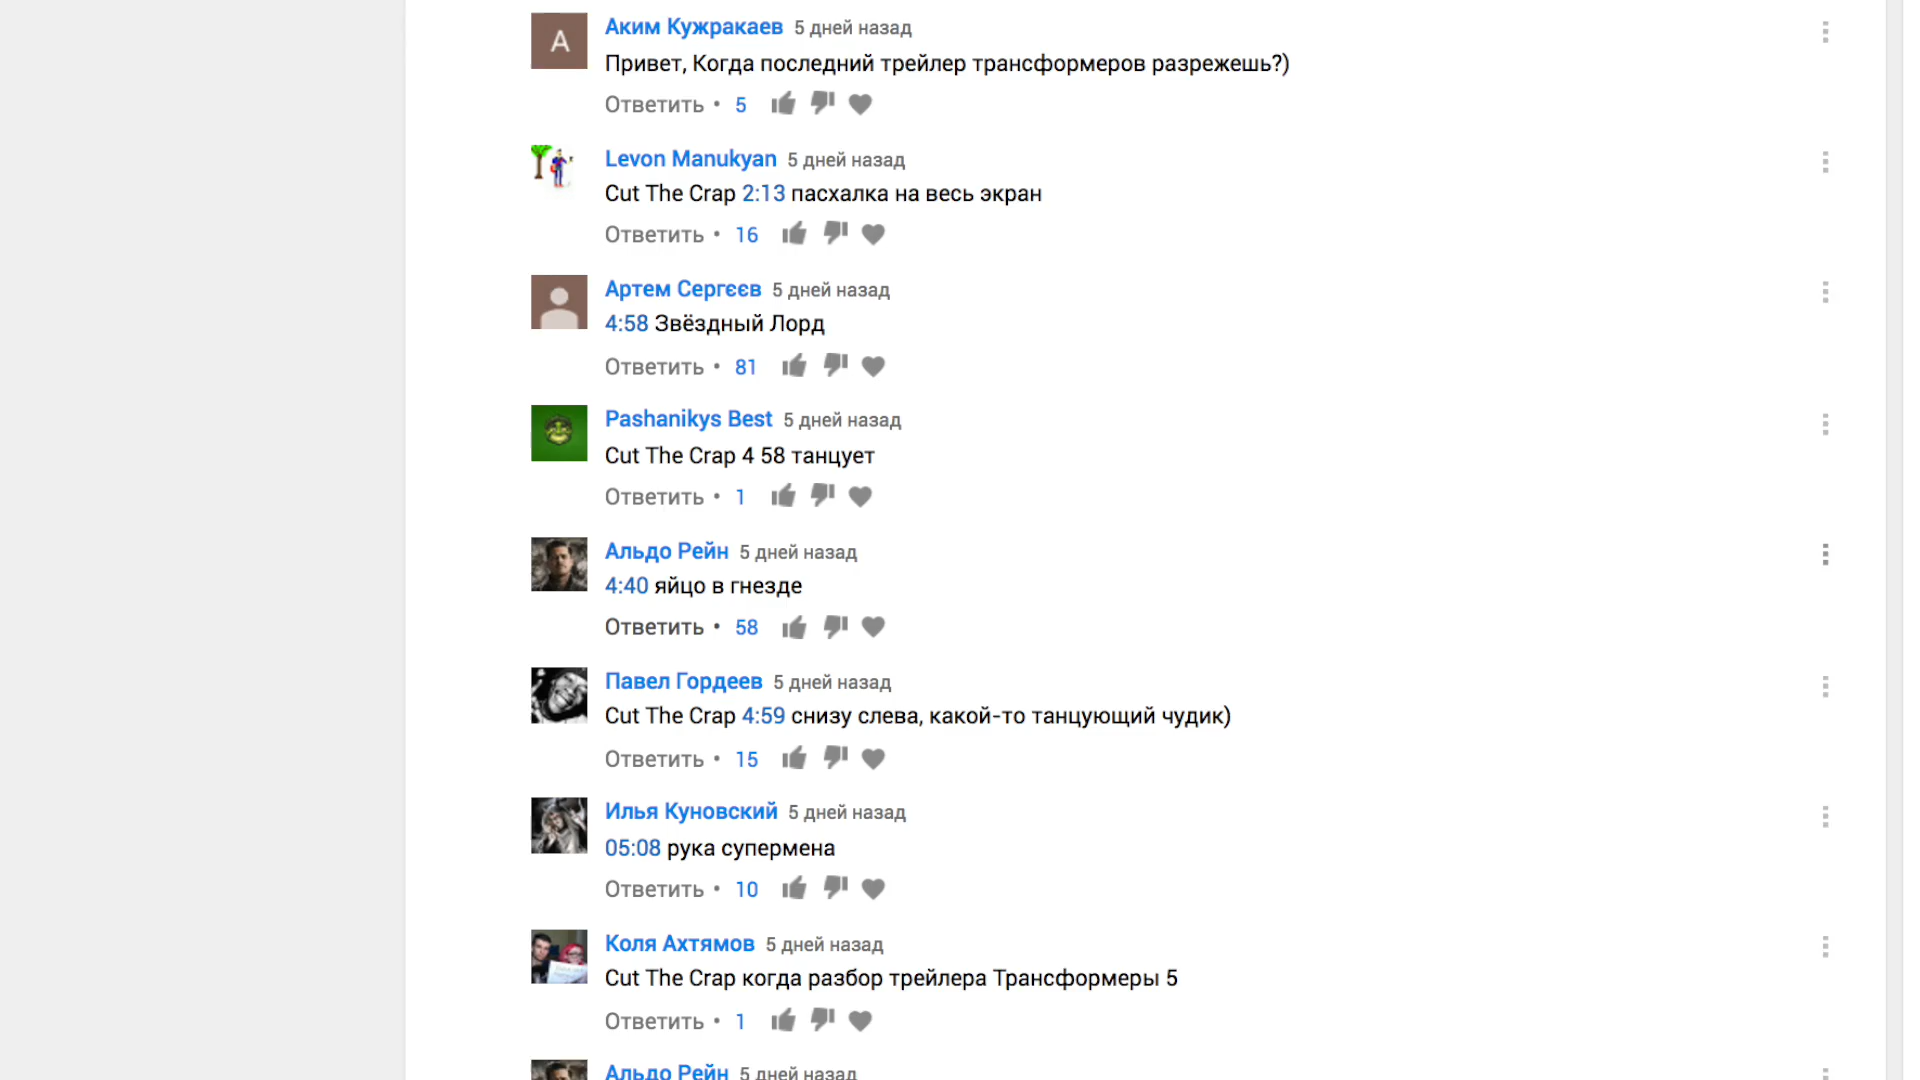 A
Аким Кужракаев 5 дней назад
Привет, Когда последний трейлер трансформеров разрежешь?)
Ответить • 5
Levon Manukyan 5 дней назад
Cut The Crap 2:13 пасхалка на весь экран
Ответить • 16
Артем Сергєєв 5 дней назад
4:58 Звёздный Лорд
Ответить • 81
Pashanikys Best 5 дней назад
Cut The Crap 4 58 танцует
Ответить • 1
Альдо Рейн 5 дней назад
4:40 яйцо в гнезде
Ответить • 58
Павел Гордеев 5 дней назад
Cut The Crap 4:59 снизу слева, какой-то танцующий чудик)
Ответить • 15
Илья Куновский 5 дней назад
05:08 рука супермена
Ответить • 10
Коля Ахтямов 5 дней назад
Cut The Crap когда разбор трейлера Трансформеры 5
Ответить • 1
Альдо Рейн 5 дней назад